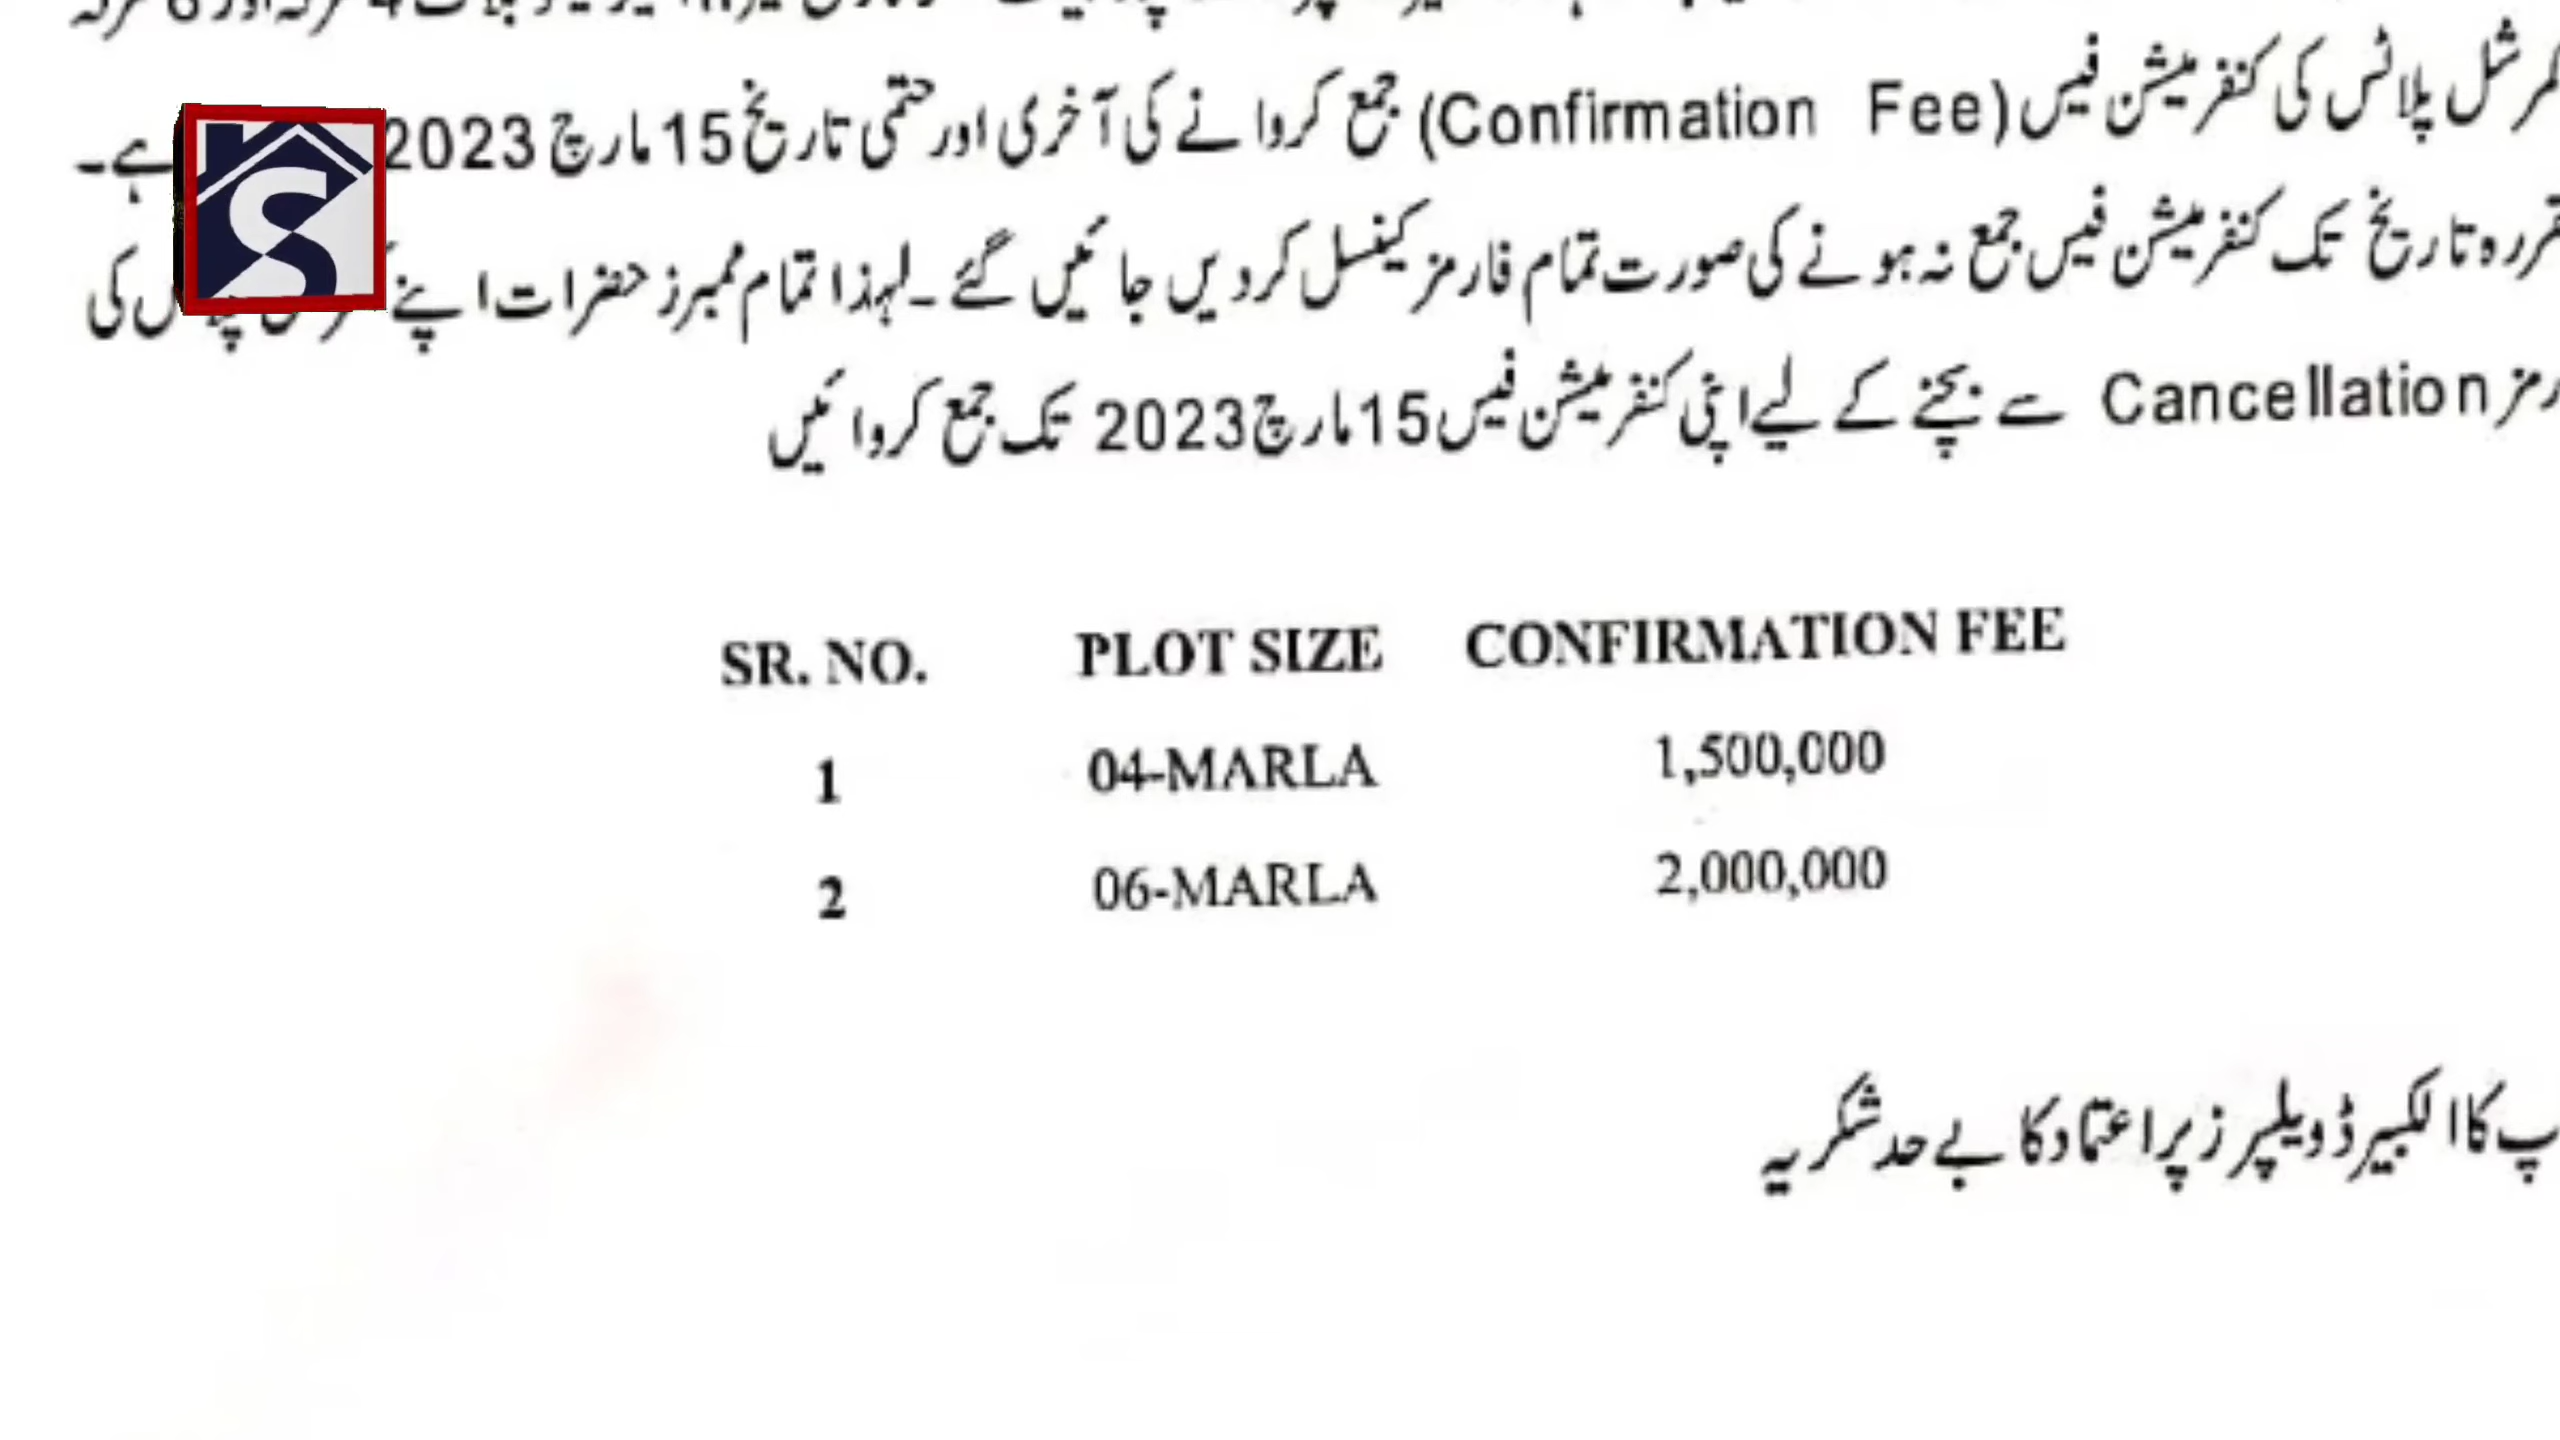 کمرشل پلاٹس کی کنفرمیشن فیس (Confirmation Fee) جمع کروانے کی آخری اور حتمی تاریخ 15 مارچ 2023 ہے۔
تاریخ تک کنفرمیشن فیس جمع نہ ہونے کی صورت تمام فارمز کینسل کر دیں جائیں گئے۔ لہذا تمام ممبرز حضرات اپنے کی
Cancellation سے بچنے کے لیے اپنی کنفرمیشن فیس 15 مارچ 2023 تک جمع کروائیں
SR. NO. PLOT SIZE CONFIRMATION FEE
1 04-MARLA 1,500,000
2 06-MARLA 2,000,000
کا الکبیر ڈویلپرز پر اعتماد کا بے حد شکریہ
S